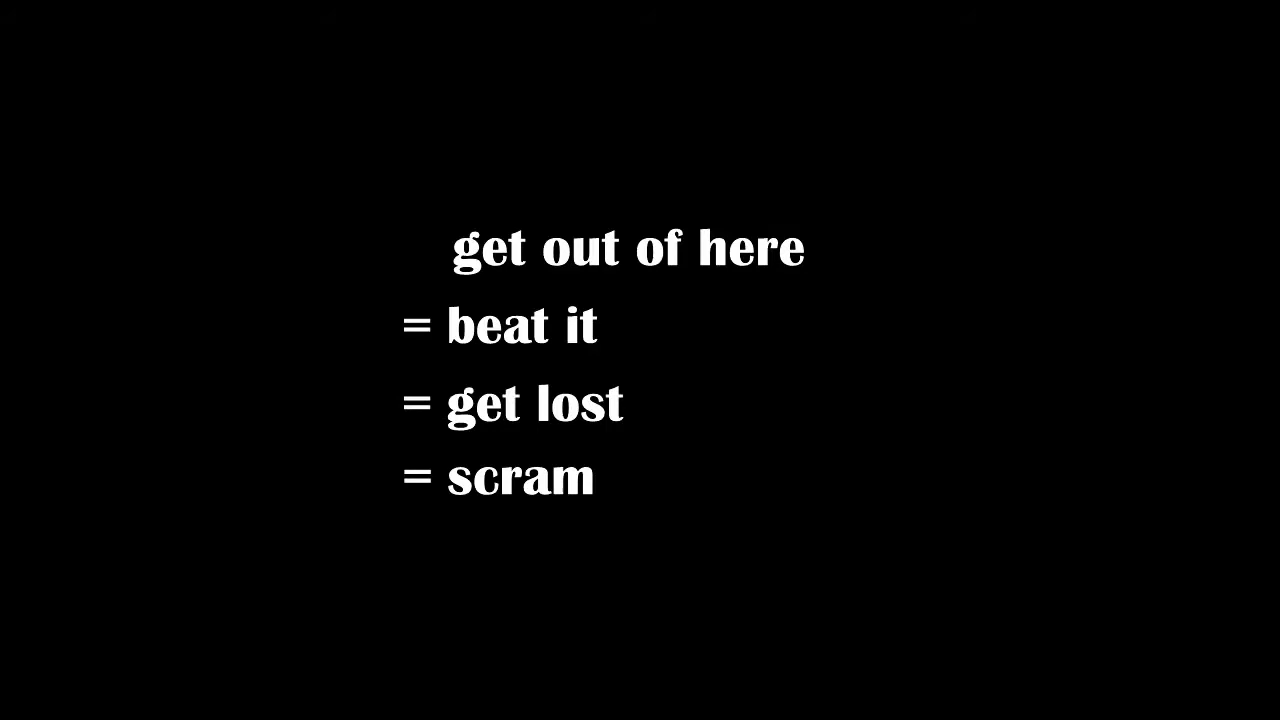 get out of here
= beat it
= get lost
= scram